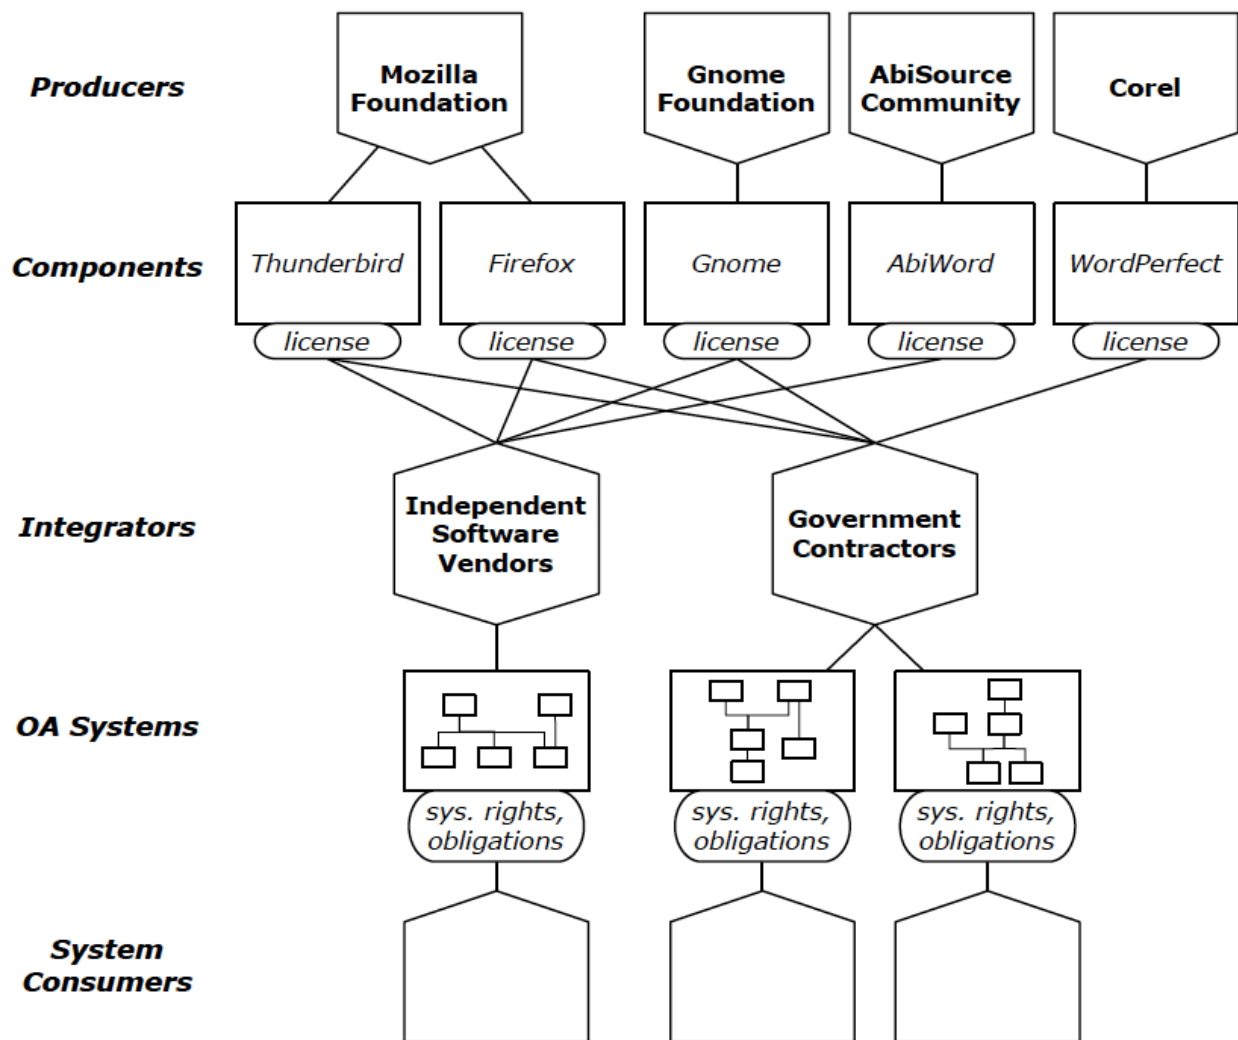 Producers
Mozilla
Foundation
Gnome
Foundation
AbiSource
Community
Corel
Components
Thunderbird
Firefox
Gnome
AbiWord
WordPerfect
license
license
license
license
license
Integrators
Independent
Software
Vendors
Government
Contractors
OA Systems
sys. rights,
obligations
sys. rights,
obligations
sys. rights,
obligations
System
Consumers